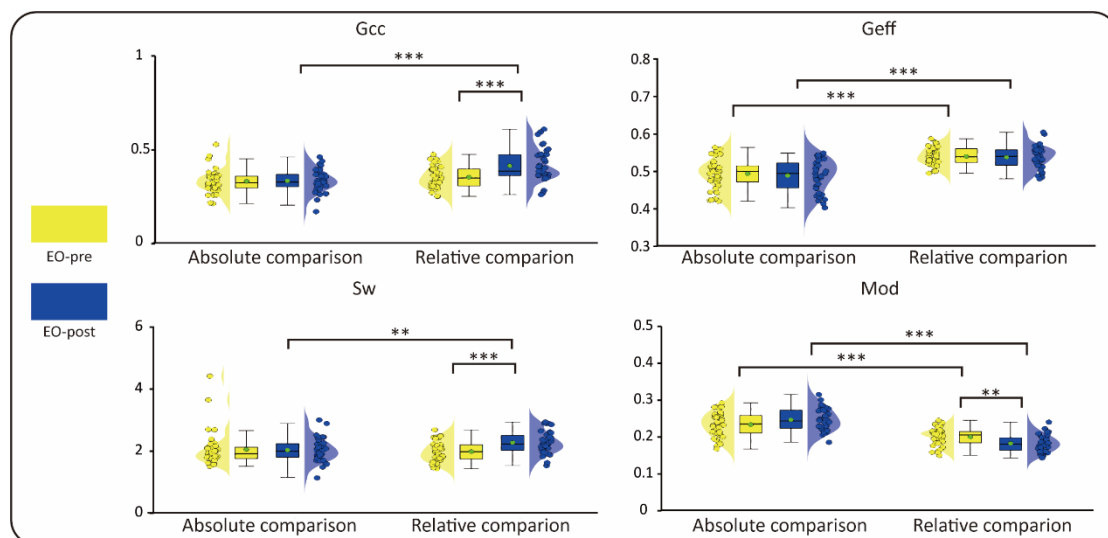 Gcc
1
0.5
0
***
***
Absolute comparison Relative comparion
Geff
0.8
0.7
0.6
0.5
0.4
0.3
***
***
Absolute comparison Relative comparion
EO-pre
EO-post
Sw
6
4
2
0
**
***
Absolute comparison Relative comparion
Mod
0.5
0.4
0.3
0.2
0.1
0
***
***
**
Absolute comparison Relative comparion